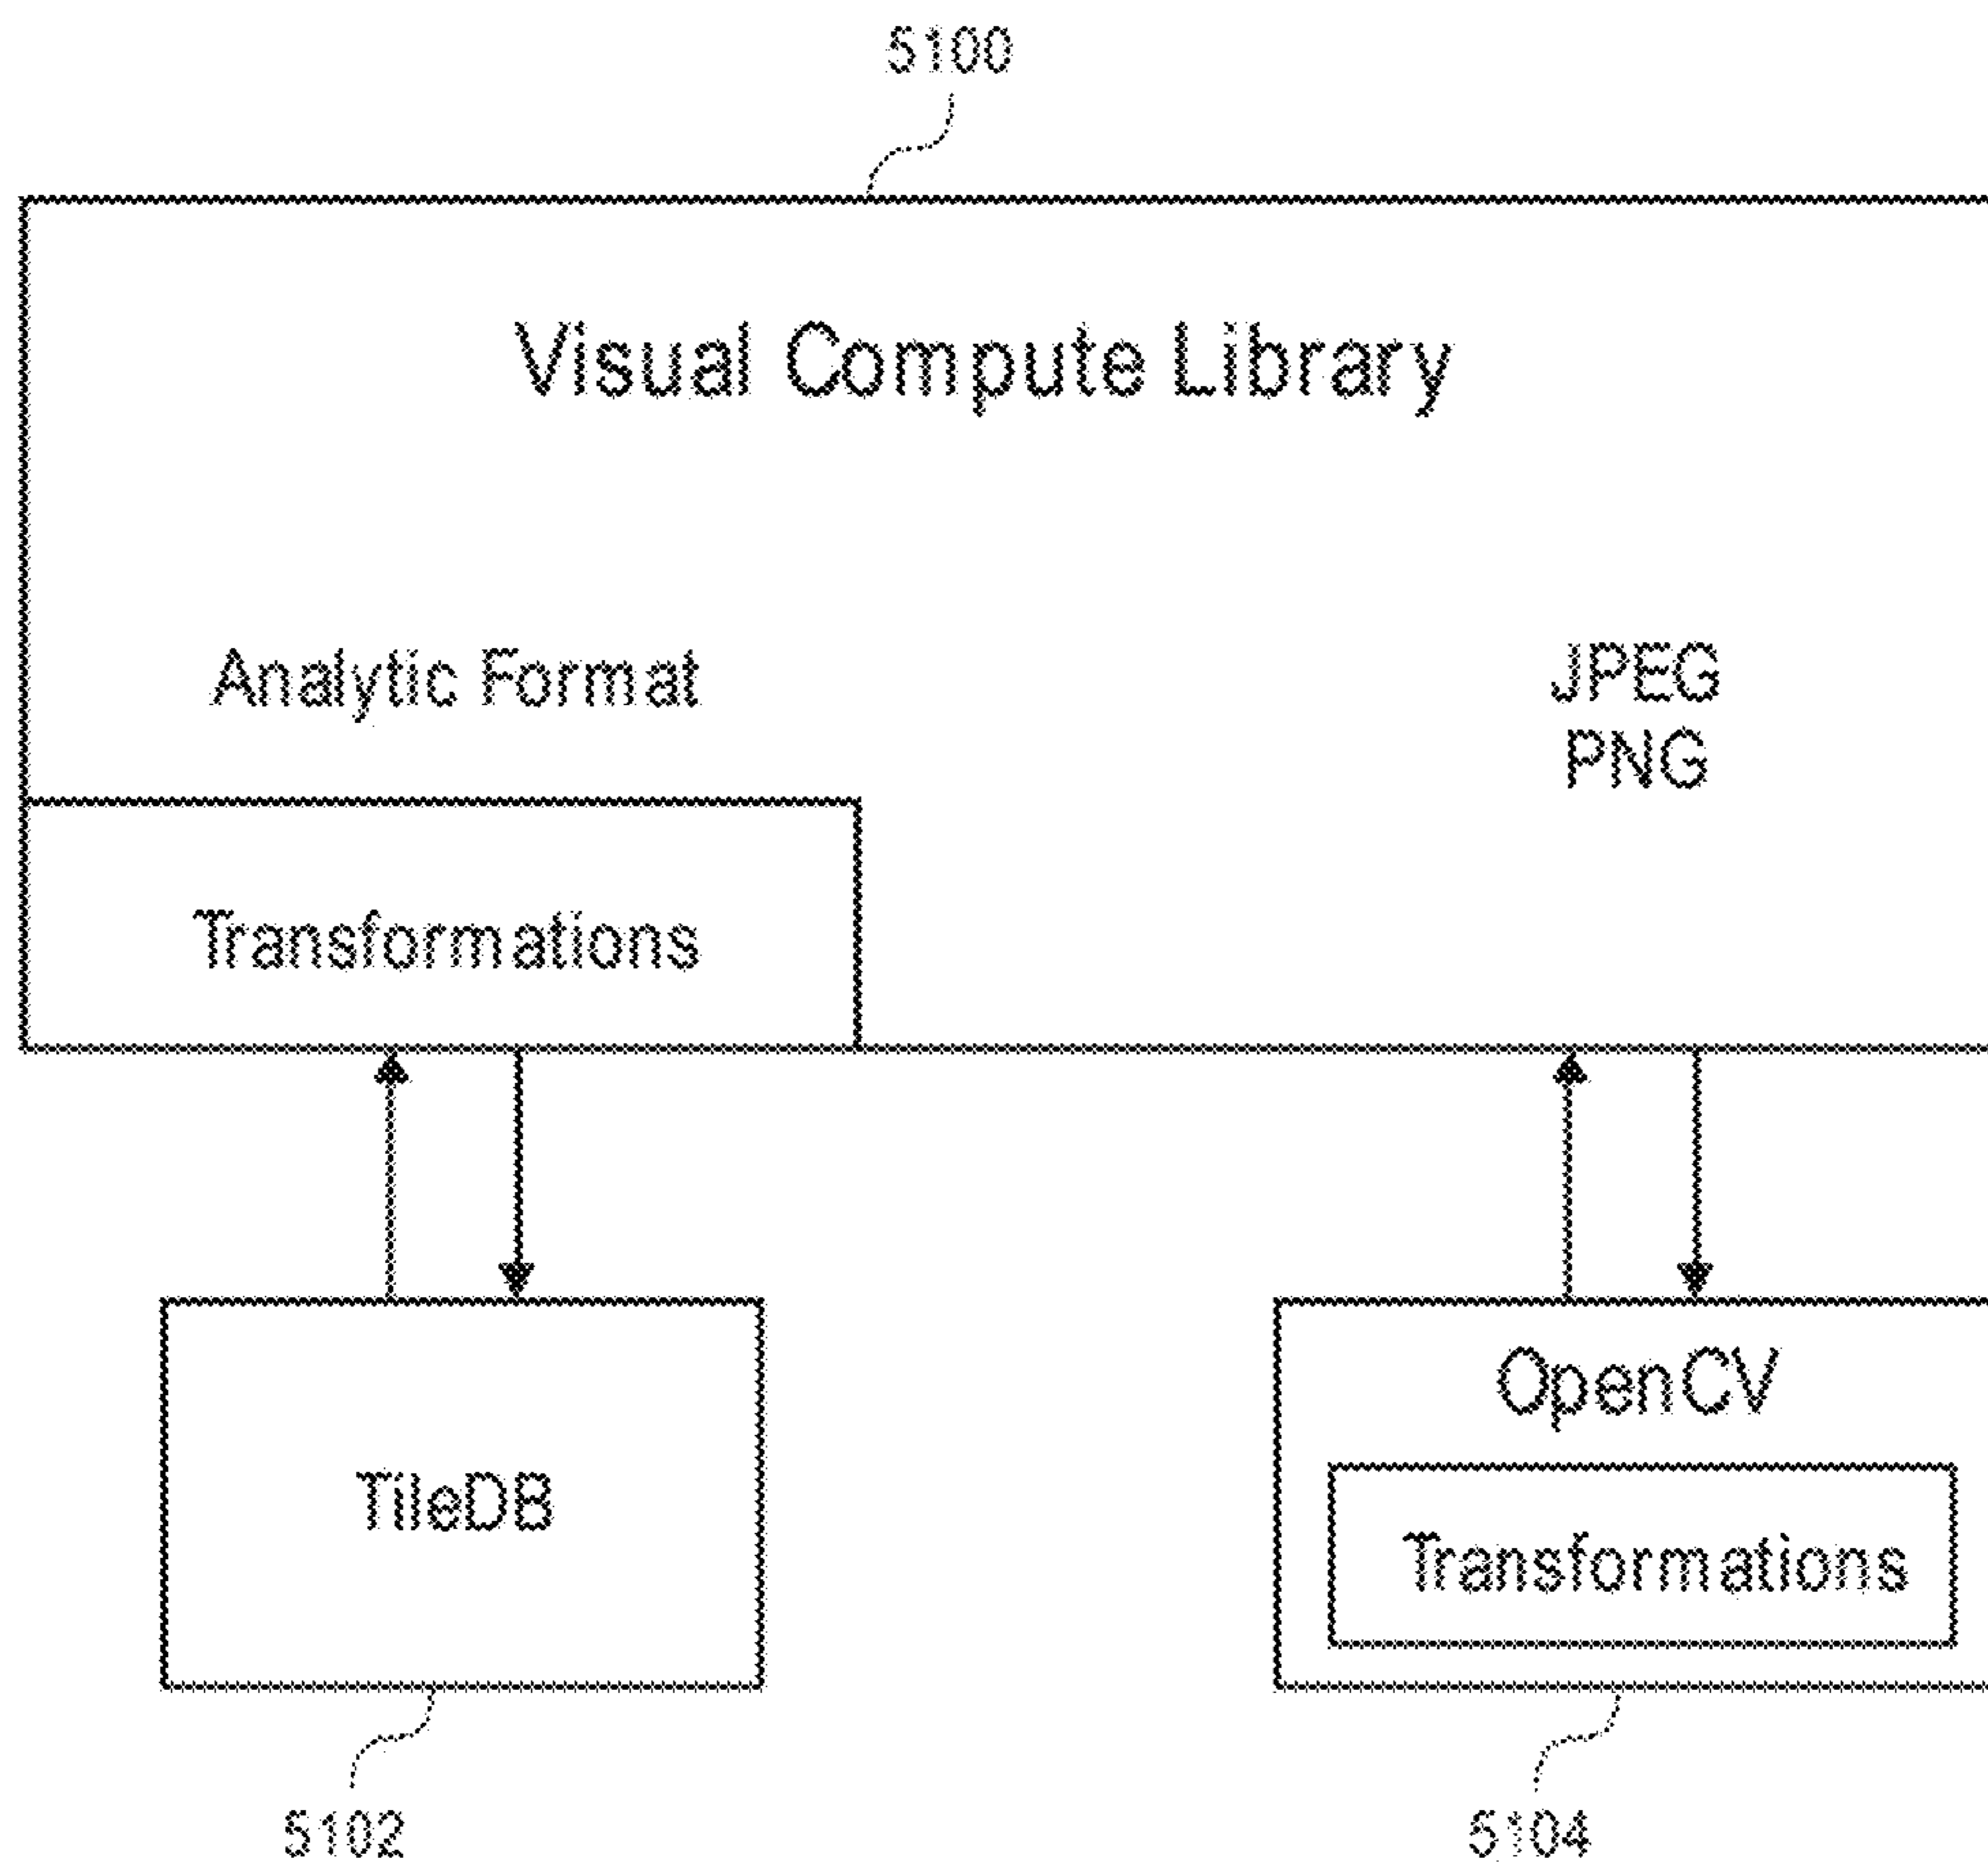 5100
Visual Compute Library
Analytic Format
JPEG
PNG
Transformations
TileDB
OpenCV
Transformations
5102
5104